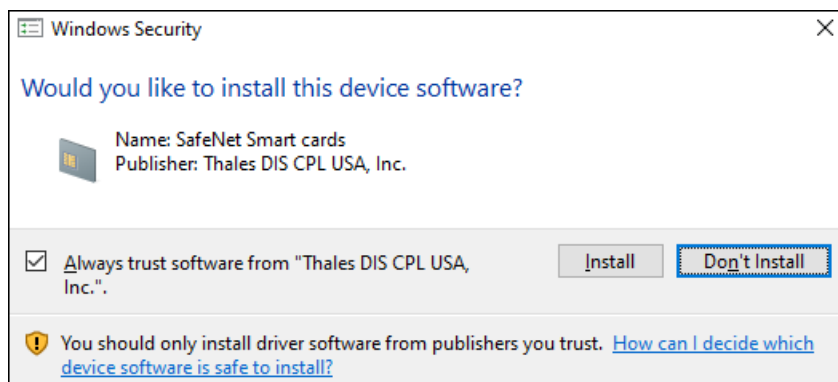 Windows Security
Would you like to install this device software?
Name: SafeNet Smart cards
Publisher: Thales DIS CPL USA, Inc.
Always trust software from "Thales DIS CPL USA,
Inc.".
Install
Don't Install
You should only install driver software from publishers you trust. How can I decide which
device software is safe to install?